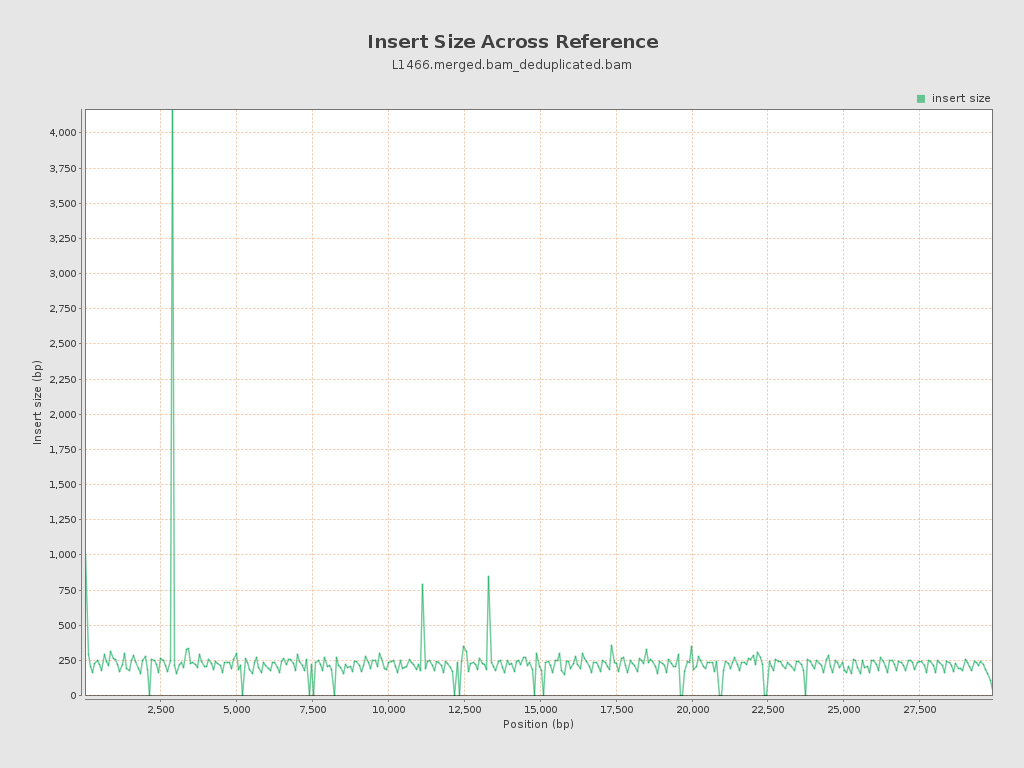 Insert Size Across Reference
L1466.merged.bam_deduplicated.bam
insert size
4,000
3,750
3,500
3,250
3,000
2,750
2,500
2,250
2,000
1,750
1,500
1,250
1,000
750
500
250
0
Insert size (bp)
2,500 5,000 7,500 10,000 12,500 15,000 17,500 20,000 22,500 25,000 27,500
Position (bp)